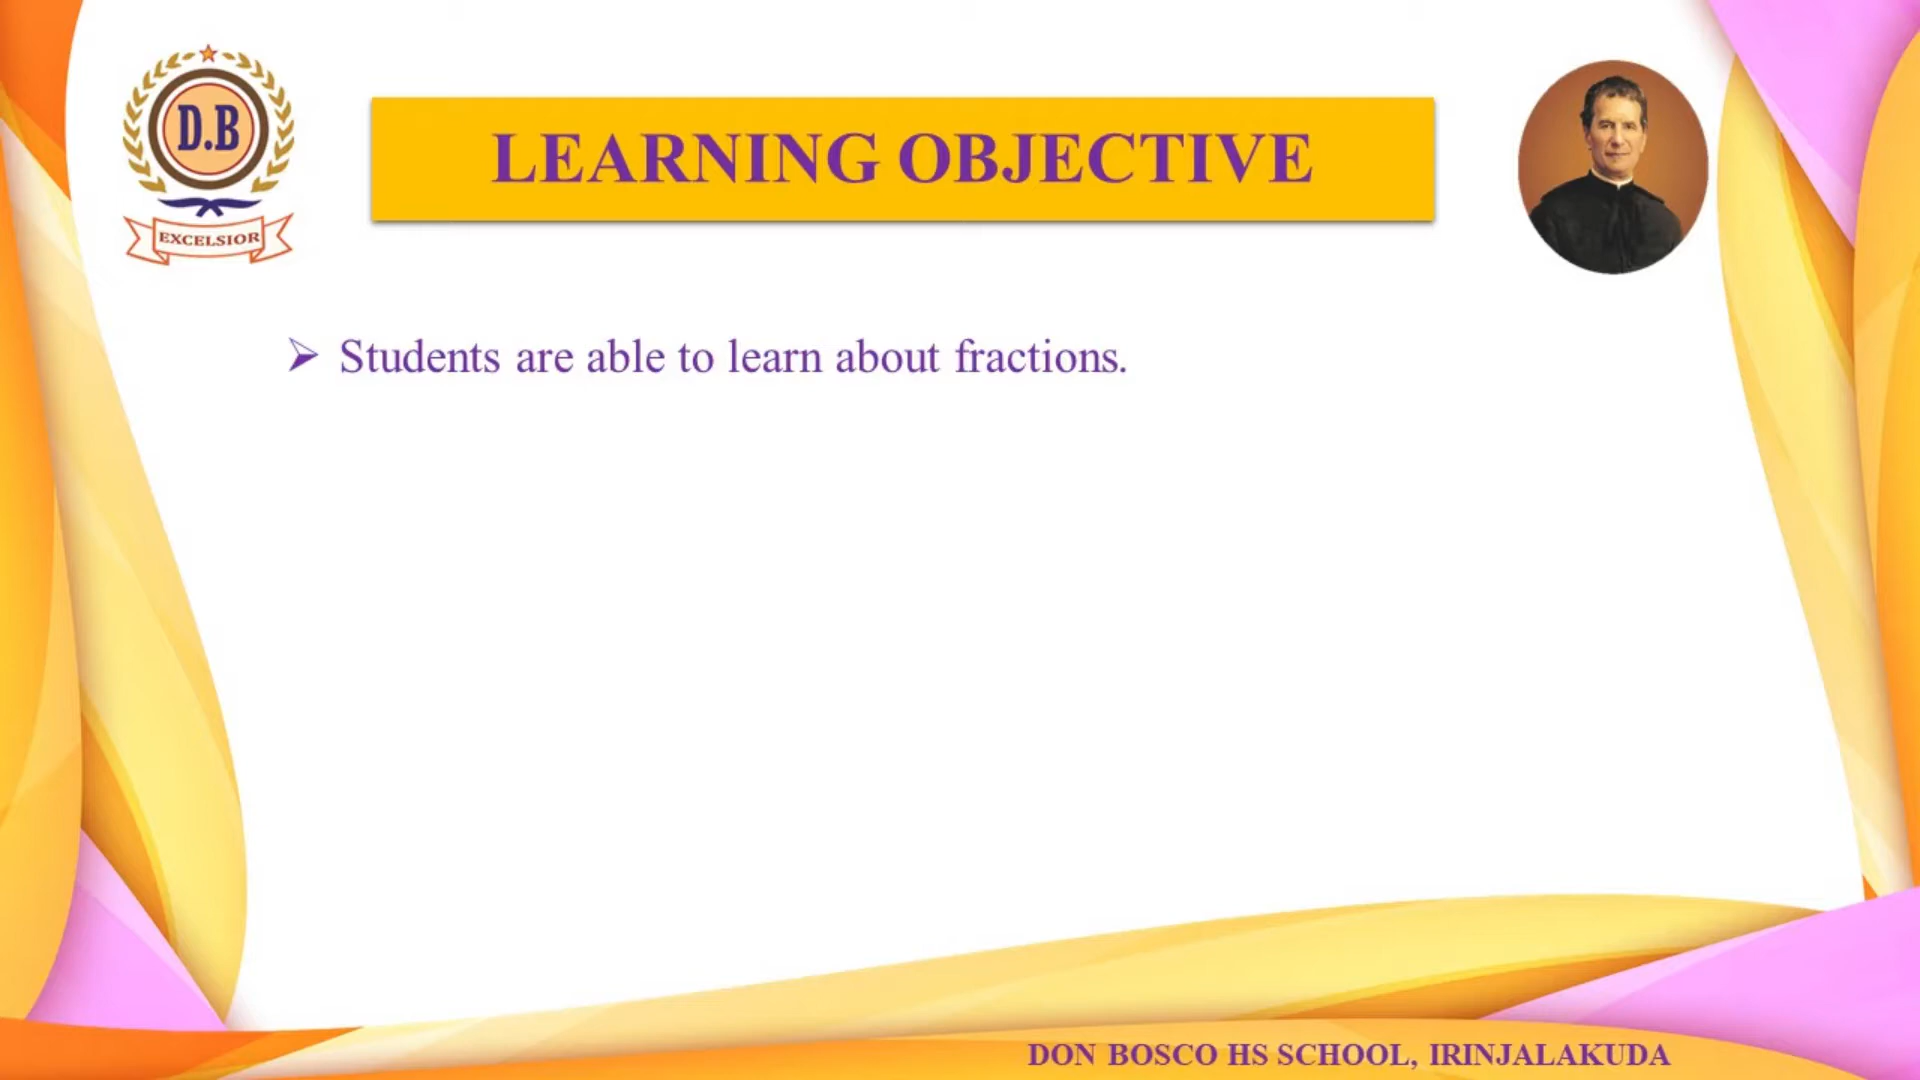 D.B
EXCELSIOR
LEARNING OBJECTIVE
➢ Students are able to learn about fractions.
DON BOSCO HS SCHOOL, IRINJALAKUDA